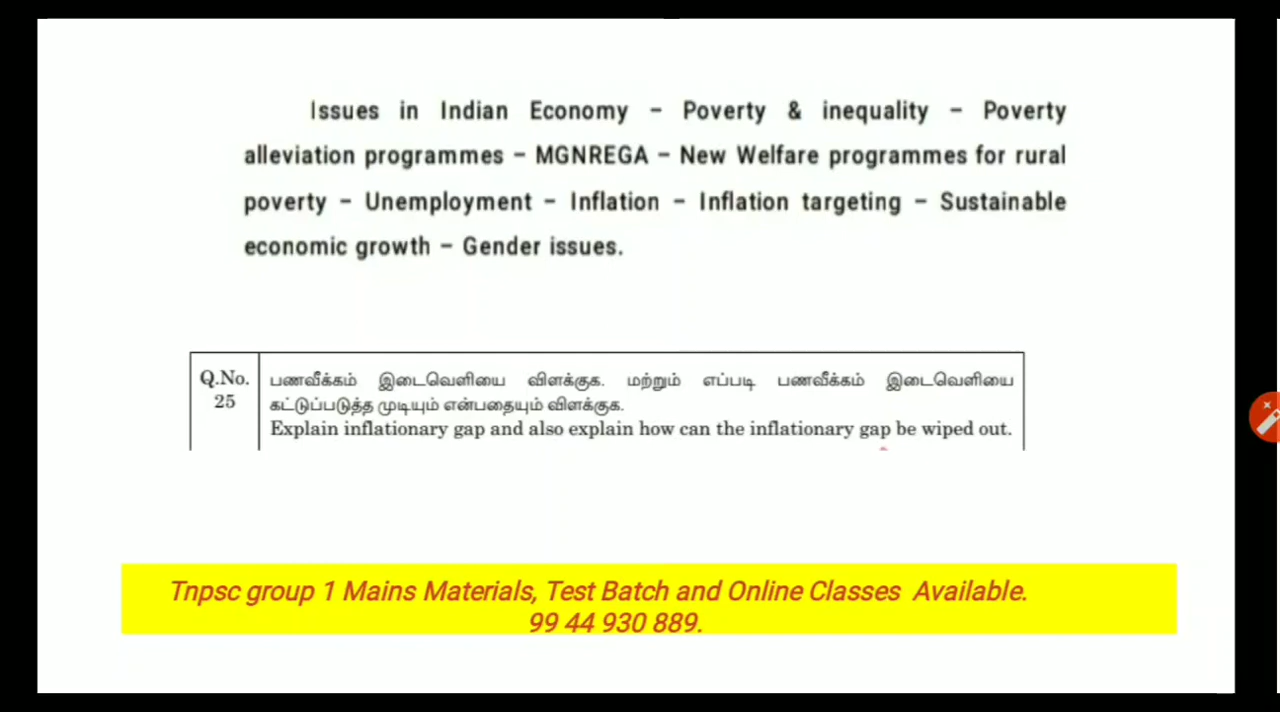 Issues in Indian Economy – Poverty & inequality – Poverty
alleviation programmes – MGNREGA – New Welfare programmes for rural
poverty – Unemployment – Inflation – Inflation targeting – Sustainable
economic growth – Gender issues.
Q.No.
25
பணவீக்கம் இடைவெளியை விளக்குக. மற்றும் எப்படி பணவீக்கம் இடைவெளியை
கட்டுப்படுத்த முடியும் என்பதையும் விளக்குக.
Explain inflationary gap and also explain how can the inflationary gap be wiped out.
Tnpsc group 1 Mains Materials, Test Batch and Online Classes Available.
99 44 930 889.